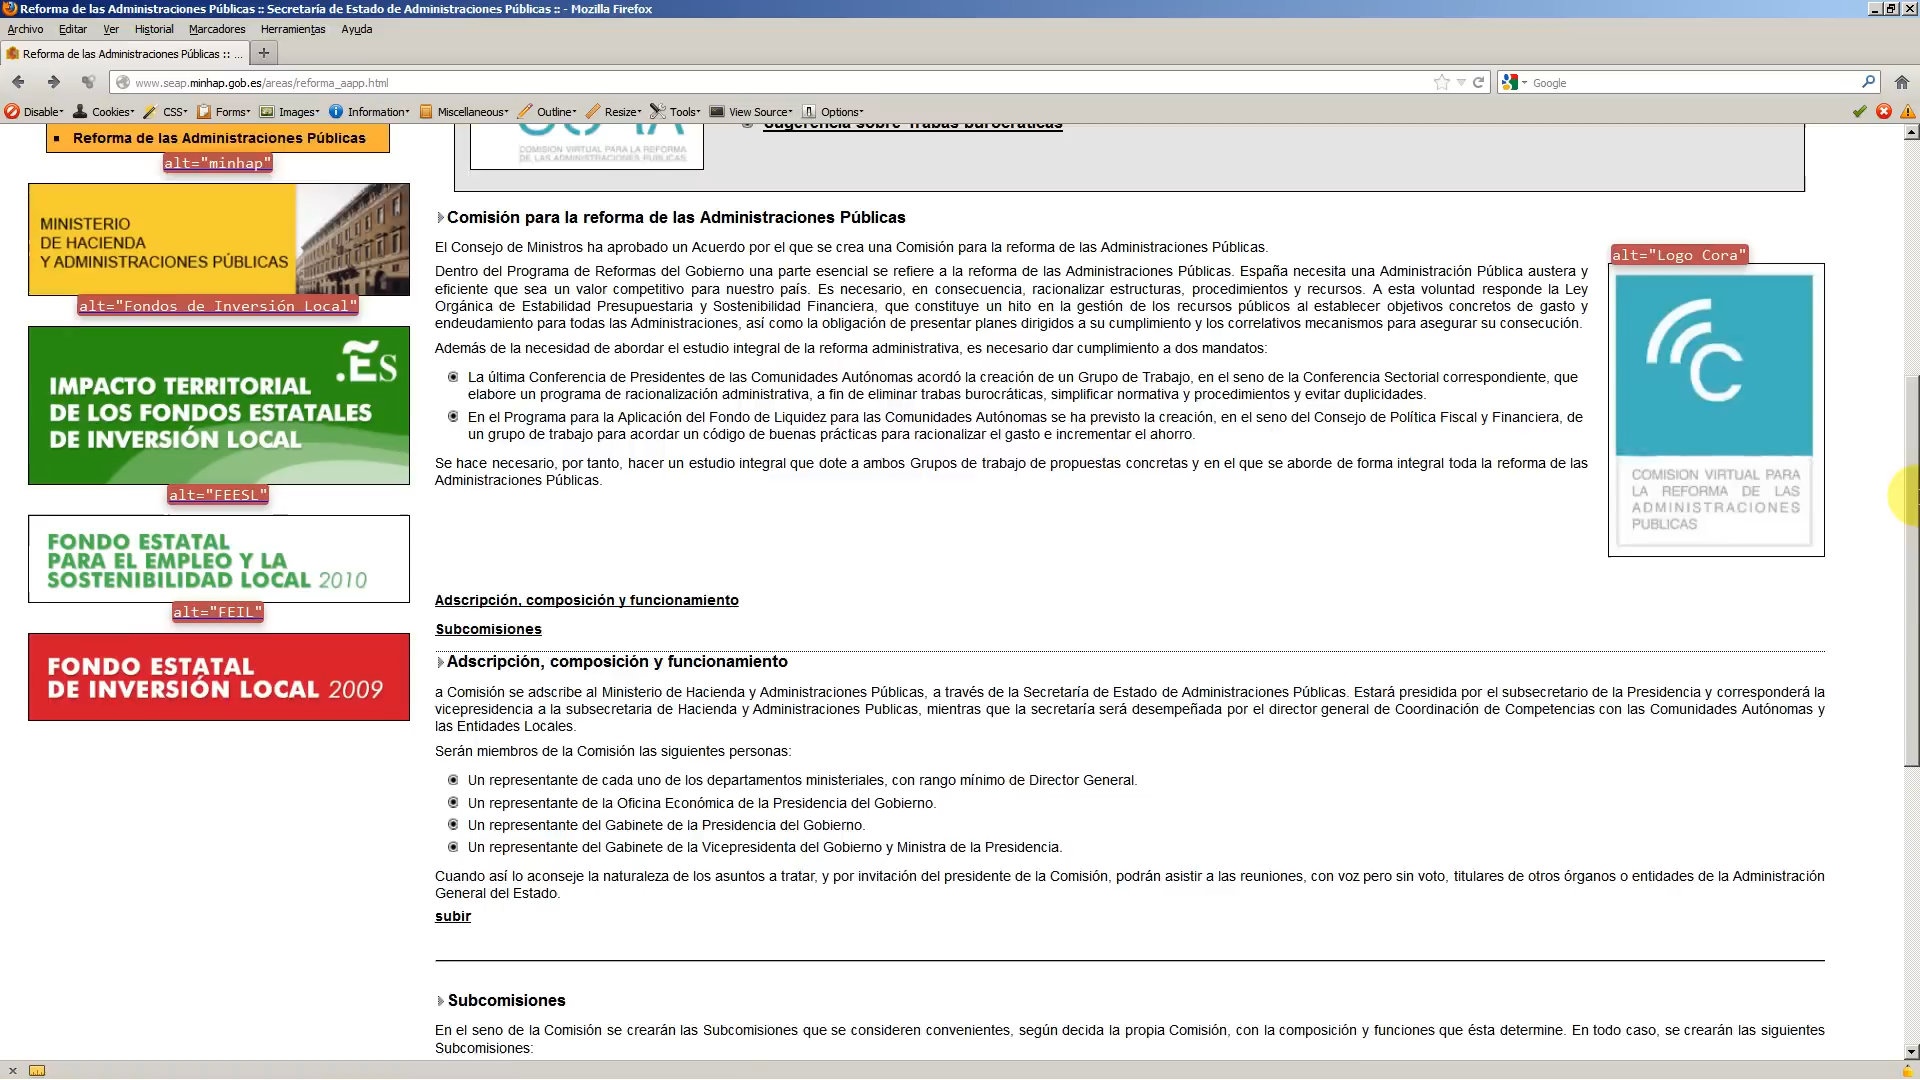 Reforma de las Administraciones Públicas :: Secretaría de Estado de Administraciones Públicas :: - Mozilla Firefox
Archivo Editar Ver Historial Marcadores Herramientas Ayuda
Reforma de las Administraciones Públicas :: ...
www.seap.minhap.gob.es/areas/reforma_aapp.html
Google
Disable Cookies CSS Forms Images Information Miscellaneous Outline Resize Tools View Source Options
Reforma de las Administraciones Públicas
alt="minhap"
MINISTERIO
DE HACIENDA
Y ADMINISTRACIONES PÚBLICAS
alt="Fondos de Inversión Local"
.Es
IMPACTO TERRITORIAL
DE LOS FONDOS ESTATALES
DE INVERSIÓN LOCAL
alt="FEESL"
FONDO ESTATAL
PARA EL EMPLEO Y LA
SOSTENIBILIDAD LOCAL 2010
alt="FEIL"
FONDO ESTATAL
DE INVERSIÓN LOCAL 2009
COMISIÓN VIRTUAL PARA LA REFORMA
DE LAS ADMINISTRACIONES PÚBLICAS
Sugerencia sobre Trabas burocráticas
Comisión para la reforma de las Administraciones Públicas
El Consejo de Ministros ha aprobado un Acuerdo por el que se crea una Comisión para la reforma de las Administraciones Públicas.
Dentro del Programa de Reformas del Gobierno una parte esencial se refiere a la reforma de las Administraciones Públicas. España necesita una Administración Pública austera y
eficiente que sea un valor competitivo para nuestro país. Es necesario, en consecuencia, racionalizar estructuras, procedimientos y recursos. A esta voluntad responde la Ley
Orgánica de Estabilidad Presupuestaria y Sostenibilidad Financiera, que constituye un hito en la gestión de los recursos públicos al establecer objetivos concretos de gasto y
endeudamiento para todas las Administraciones, así como la obligación de presentar planes dirigidos a su cumplimiento y los correlativos mecanismos para asegurar su consecución.
Además de la necesidad de abordar el estudio integral de la reforma administrativa, es necesario dar cumplimiento a dos mandatos:
La última Conferencia de Presidentes de las Comunidades Autónomas acordó la creación de un Grupo de Trabajo, en el seno de la Conferencia Sectorial correspondiente, que
elabore un programa de racionalización administrativa, a fin de eliminar trabas burocráticas, simplificar normativa y procedimientos y evitar duplicidades.
En el Programa para la Aplicación del Fondo de Liquidez para las Comunidades Autónomas se ha previsto la creación, en el seno del Consejo de Política Fiscal y Financiera, de
un grupo de trabajo para acordar un código de buenas prácticas para racionalizar el gasto e incrementar el ahorro.
Se hace necesario, por tanto, hacer un estudio integral que dote a ambos Grupos de trabajo de propuestas concretas y en el que se aborde de forma integral toda la reforma de las
Administraciones Públicas.
alt="Logo Cora"
C
COMISION VIRTUAL PARA
LA REFORMA DE LAS
ADMINISTRACIONES
PUBLICAS
Adscripción, composición y funcionamiento
Subcomisiones
Adscripción, composición y funcionamiento
a Comisión se adscribe al Ministerio de Hacienda y Administraciones Públicas, a través de la Secretaría de Estado de Administraciones Públicas. Estará presidida por el subsecretario de la Presidencia y corresponderá la
vicepresidencia a la subsecretaria de Hacienda y Administraciones Publicas, mientras que la secretaría será desempeñada por el director general de Coordinación de Competencias con las Comunidades Autónomas y
las Entidades Locales.
Serán miembros de la Comisión las siguientes personas:
Un representante de cada uno de los departamentos ministeriales, con rango mínimo de Director General.
Un representante de la Oficina Económica de la Presidencia del Gobierno.
Un representante del Gabinete de la Presidencia del Gobierno.
Un representante del Gabinete de la Vicepresidenta del Gobierno y Ministra de la Presidencia.
Cuando así lo aconseje la naturaleza de los asuntos a tratar, y por invitación del presidente de la Comisión, podrán asistir a las reuniones, con voz pero sin voto, titulares de otros órganos o entidades de la Administración
General del Estado.
subir
Subcomisiones
En el seno de la Comisión se crearán las Subcomisiones que se consideren convenientes, según decida la propia Comisión, con la composición y funciones que ésta determine. En todo caso, se crearán las siguientes
Subcomisiones: